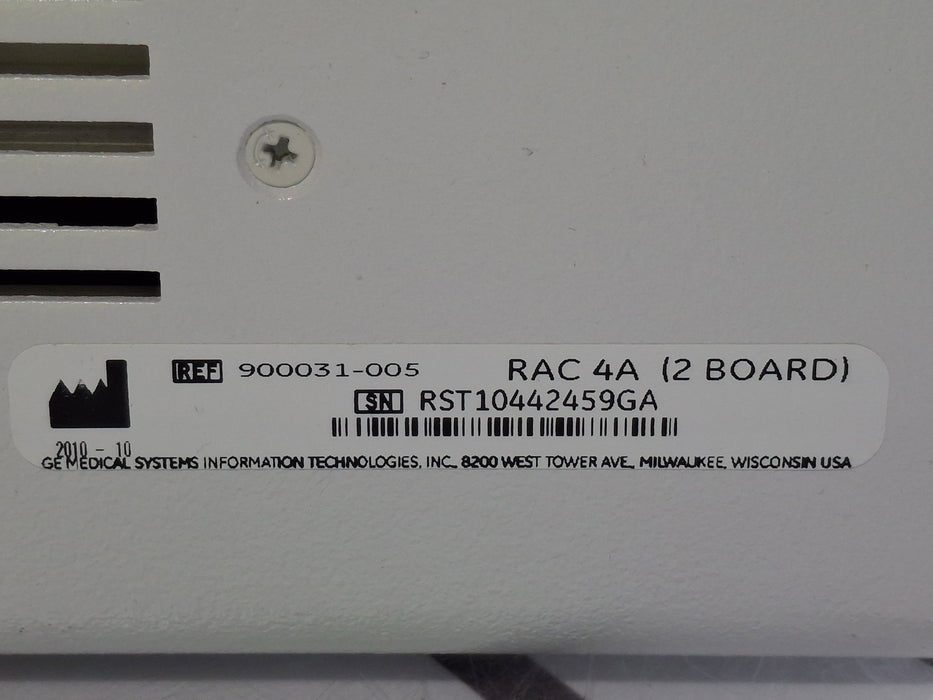 REF 900031-005 RAC 4A (2 BOARD)
SN RST10442459GA
2010 - 10
GE MEDICAL SYSTEMS INFORMATION TECHNOLOGIES, INC., 8200 WEST TOWER AVE., MILWAUKEE, WISCONSIN USA